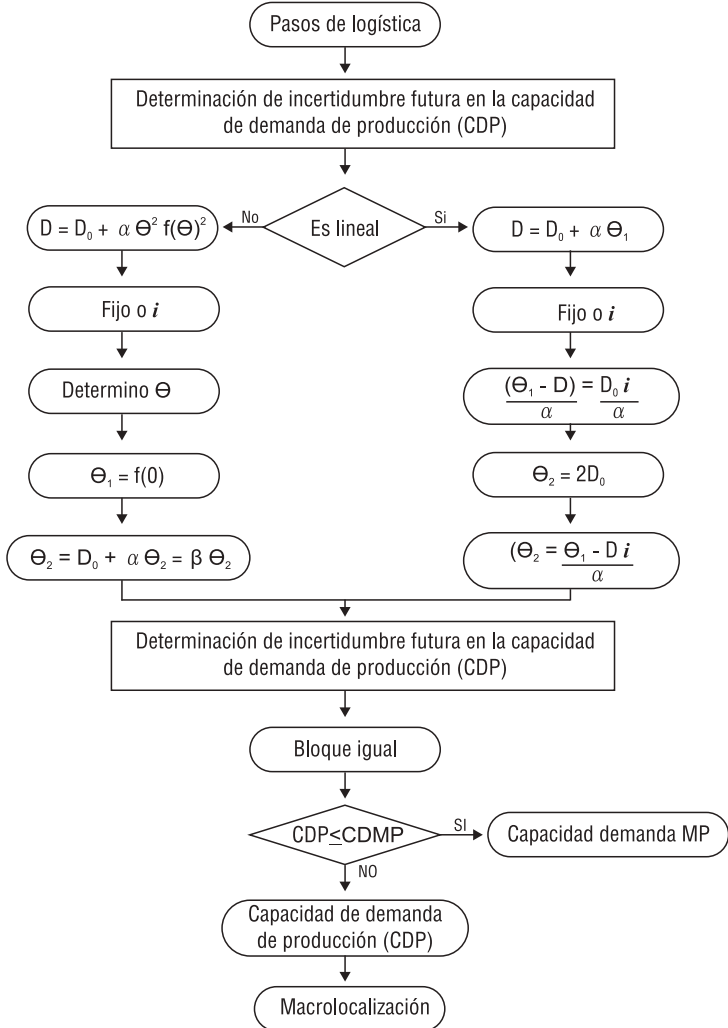 Pasos de logística
Determinación de incertidumbre futura en la capacidad
de demanda de producción (CDP)
Es lineal
No
Si
D = D₀ + α Θ² f(Θ)²
Fijo o i
Determino Θ
Θ₁ = f(0)
Θ₂ = D₀ + α Θ₂ = β Θ₂
D = D₀ + α Θ₁
Fijo o i
(Θ₁ - D) = D₀ i
α α
Θ₂ = 2D₀
(Θ₂ = Θ₁ - D i
α
Determinación de incertidumbre futura en la capacidad
de demanda de producción (CDP)
Bloque igual
CDP≤CDMP
SI
Capacidad demanda MP
NO
Capacidad de demanda
de producción (CDP)
Macrolocalización